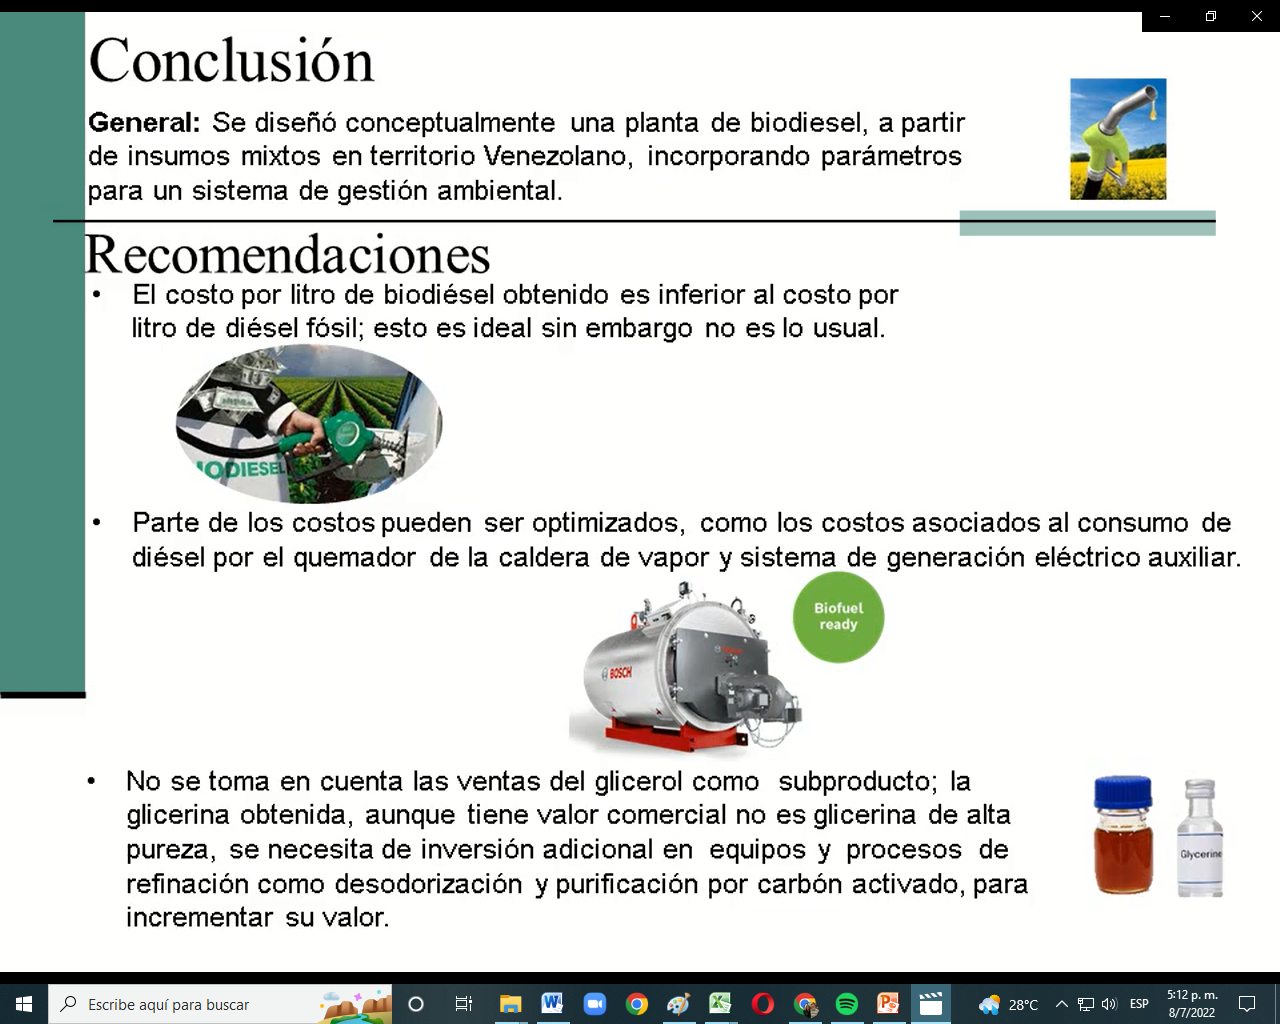 Conclusión
General: Se diseñó conceptualmente una planta de biodiesel, a partir
de insumos mixtos en territorio Venezolano, incorporando parámetros
para un sistema de gestión ambiental.
Recomendaciones
• El costo por litro de biodiésel obtenido es inferior al costo por
litro de diésel fósil; esto es ideal sin embargo no es lo usual.
IODIESEL
• Parte de los costos pueden ser optimizados, como los costos asociados al consumo de
diésel por el quemador de la caldera de vapor y sistema de generación eléctrico auxiliar.
Biofuel
ready
BOSCH
• No se toma en cuenta las ventas del glicerol como subproducto; la
glicerina obtenida, aunque tiene valor comercial no es glicerina de alta
pureza, se necesita de inversión adicional en equipos y procesos de
refinación como desodorización y purificación por carbón activado, para
incrementar su valor.
Glycerine
Escribe aquí para buscar
28°C
ESP
5:12 p. m.
8/7/2022